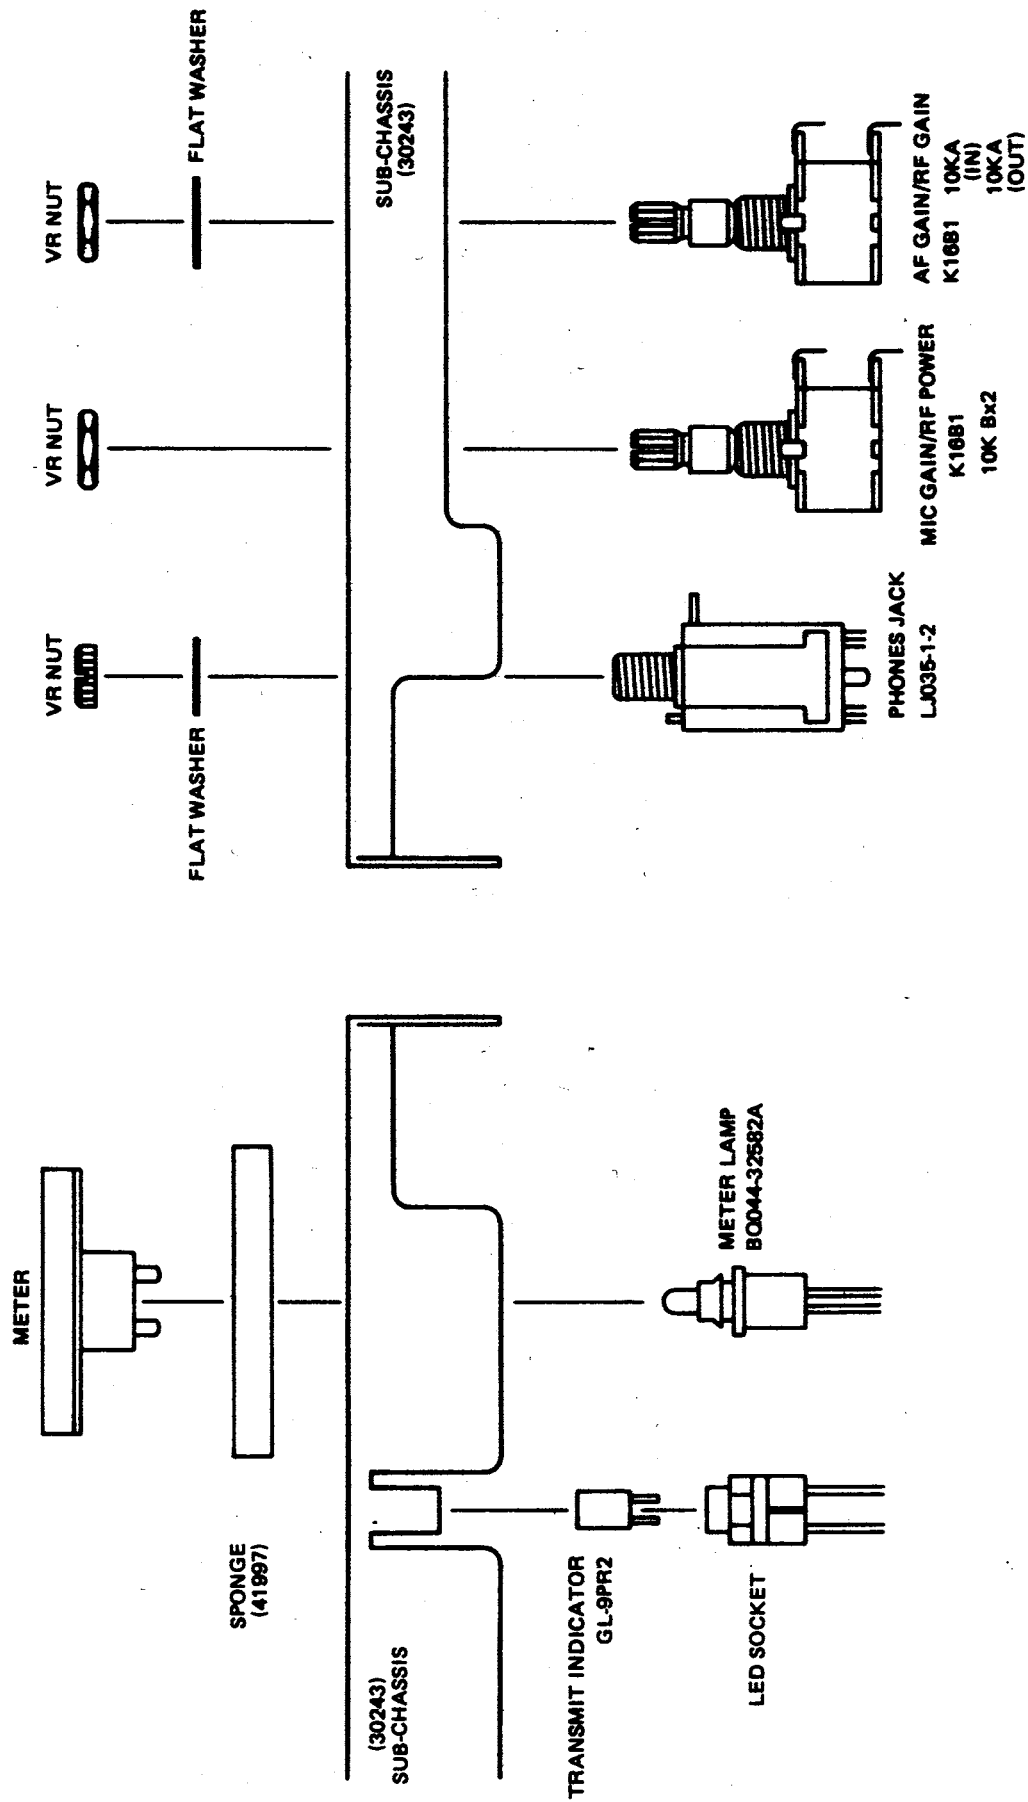 METER
SPONGE
(41997)
(30243)
SUB-CHASSIS
TRANSMIT INDICATOR
GL-9PR2
LED SOCKET
METER LAMP
BQ044-32582A
VR NUT
FLAT WASHER
PHONES JACK
LJ035-1-2
VR NUT
MIC GAIN/RF POWER
K16B1
10K Bx2
VR NUT
FLAT WASHER
SUB-CHASSIS
(30243)
AF GAIN/RF GAIN
K16B1 10KA
(IN)
10KA
(OUT)